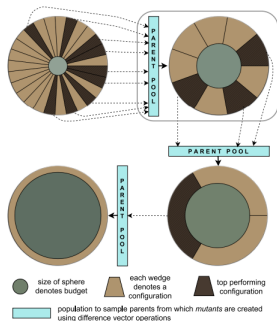 PARENT POOL
PARENT POOL
PARENT POOL
size of sphere
denotes budget
each wedge
denotes a
configuration
top performing
configuration
population to sample parents from which mutants are created
using difference vector operations